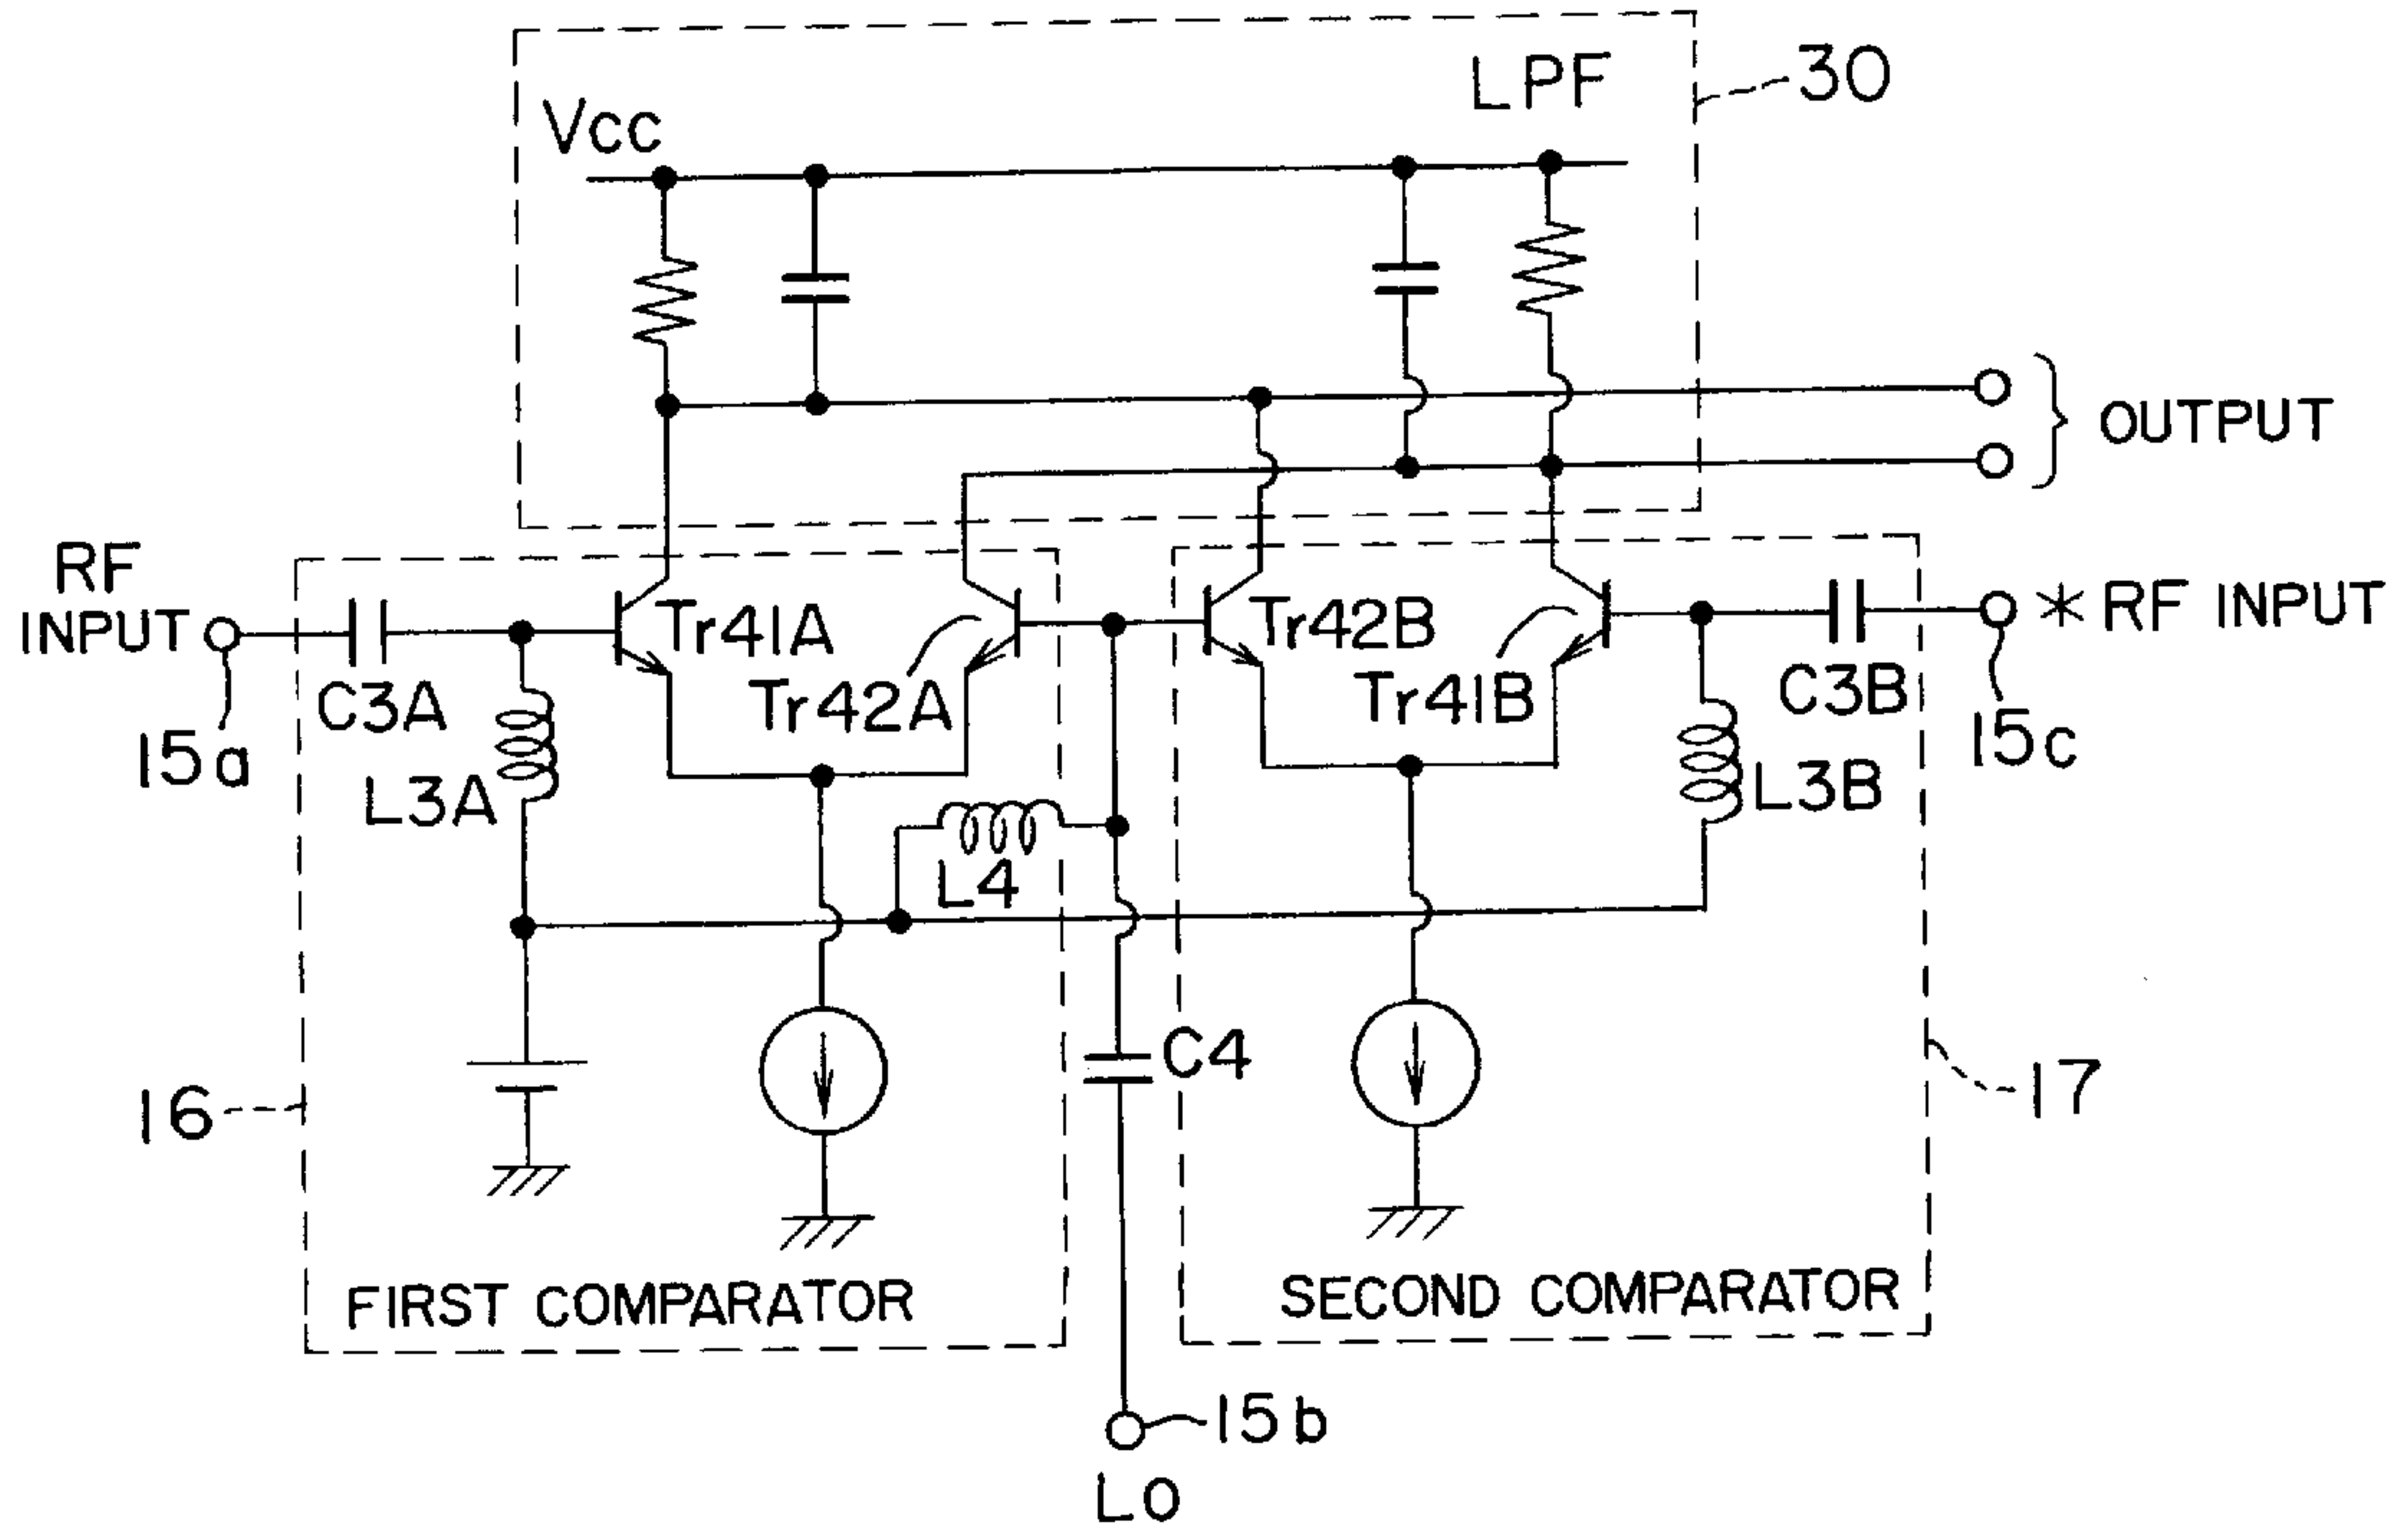 LPF
30
Vcc
OUTPUT
RF
INPUT
Tr41A
Tr42B
* RF INPUT
C3A
Tr42A
Tr41B
C3B
15a
15c
L3A
L3B
L4
C4
16
17
FIRST COMPARATOR
SECOND COMPARATOR
15b
Lo